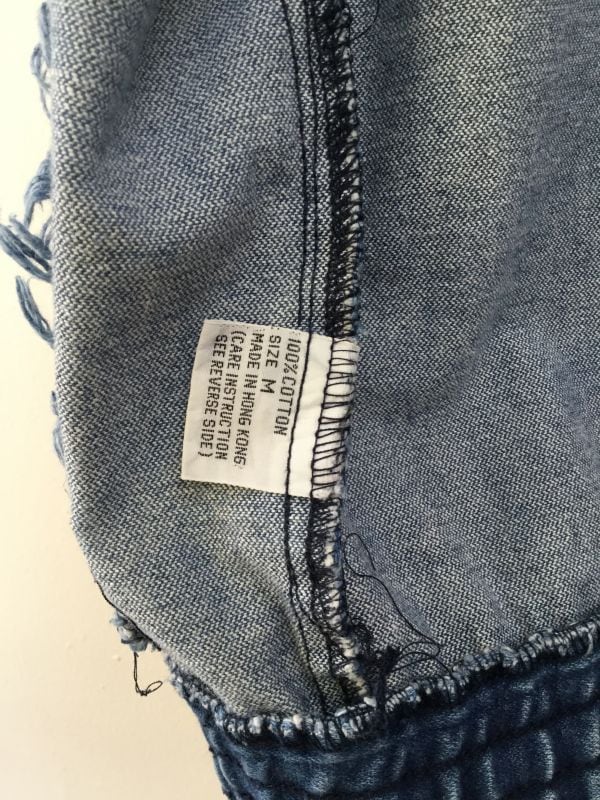 100%COTTON
SIZE M
MADE IN HONG KONG
(CARE INSTRUCTION
SEE REVERSE SIDE)